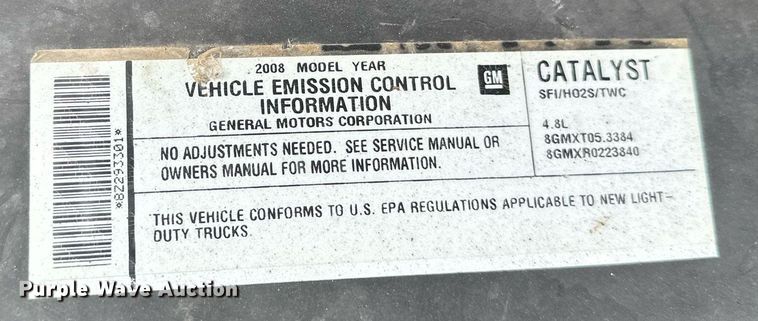 2008 MODEL YEAR
VEHICLE EMISSION CONTROL
INFORMATION
GENERAL MOTORS CORPORATION
GM
CATALYST
SFI/HO2S/TWC
4.8L
8GMXT05.3384
8GMXR0223840
NO ADJUSTMENTS NEEDED. SEE SERVICE MANUAL OR
OWNERS MANUAL FOR MORE INFORMATION.
THIS VEHICLE CONFORMS TO U.S. EPA REGULATIONS APPLICABLE TO NEW LIGHT-
DUTY TRUCKS.
*82293301*
Purple Wave Auction